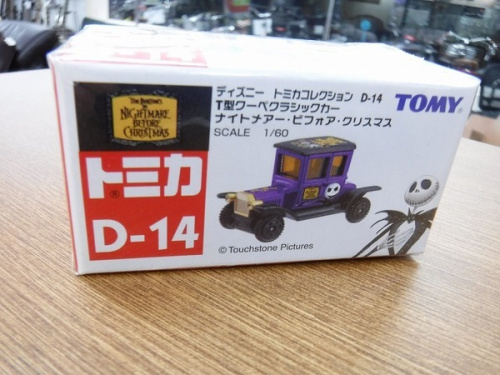 TIM BURTON'S
THE
NIGHTMARE
BEFORE
CHRISTMAS
ディズニー トミカコレクション D-14
T型クーペクラシックカー
ナイトメアー・ビフォア・クリスマス
SCALE 1/60
TOMY
トミカ®
D-14
© Touchstone Pictures